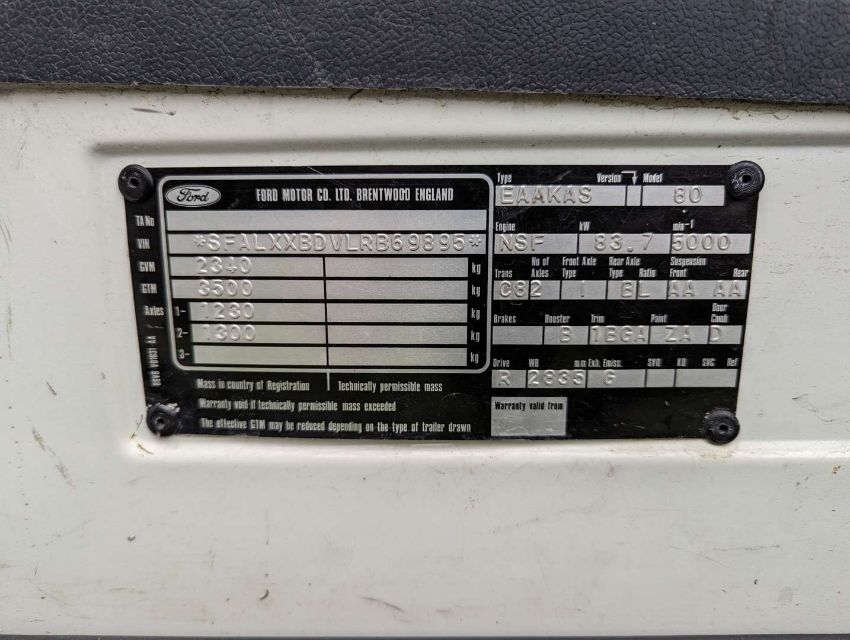 Ford
FORD MOTOR CO. LTD. BRENTWOOD ENGLAND
TA No
VIN *SFALXXBDVLRB69895*
GVM 2340 kg
GTM 3500 kg
Axles 1- 1230 kg
2- 1300 kg
3- kg
Mass in country of Registration Technically permissible mass
Warranty void if technically permissible mass exceeded
The effective GTM may be reduced depending on the type of trailer drawn
Type Version Model
EAAKAS 80
Engine kW min-1
NSF 83.7 5000
No of Front Axle Rear Axle Suspension
Trans Axles Type Type Ratio Front Rear
C82 I BL AA AA
Door
Brakes Booster Trim Paint Comb
B 1BGA ZA D
Drive WB mm Exh. Emiss. SVO KD SVC Ref
R 2835 G
Warranty valid from